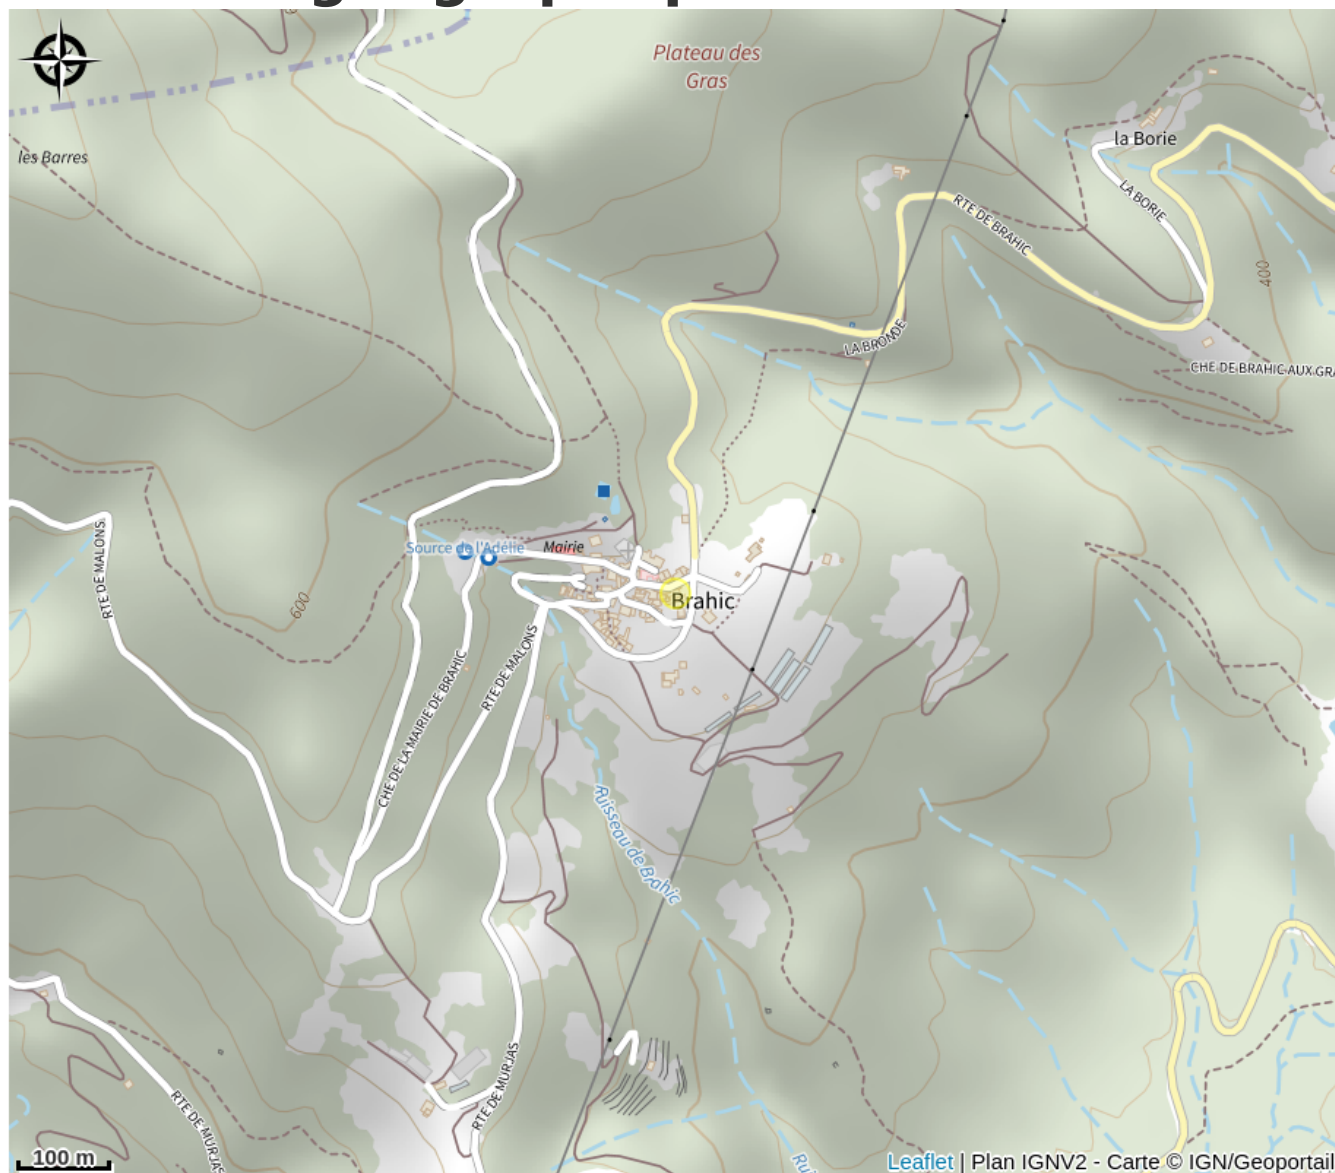 Plateau des
Gras
les Barres
la Borie
LA BORIE
RTE DE BRAHIC
400
LA BRONDE
CHE DE BRAHIC AUX GRA
RTE DE MALONS
Source de l'Adélie
Mairie
600
Brahic
RTE DE MALONS
CHE DE LA MAIRIE DE BRAHIC
Ruisseau de Brahic
RTE DE MURJAS
RTE DE MURJAS
Rui
100 m
Leaflet | Plan IGNV2 - Carte © IGN/Geoportail